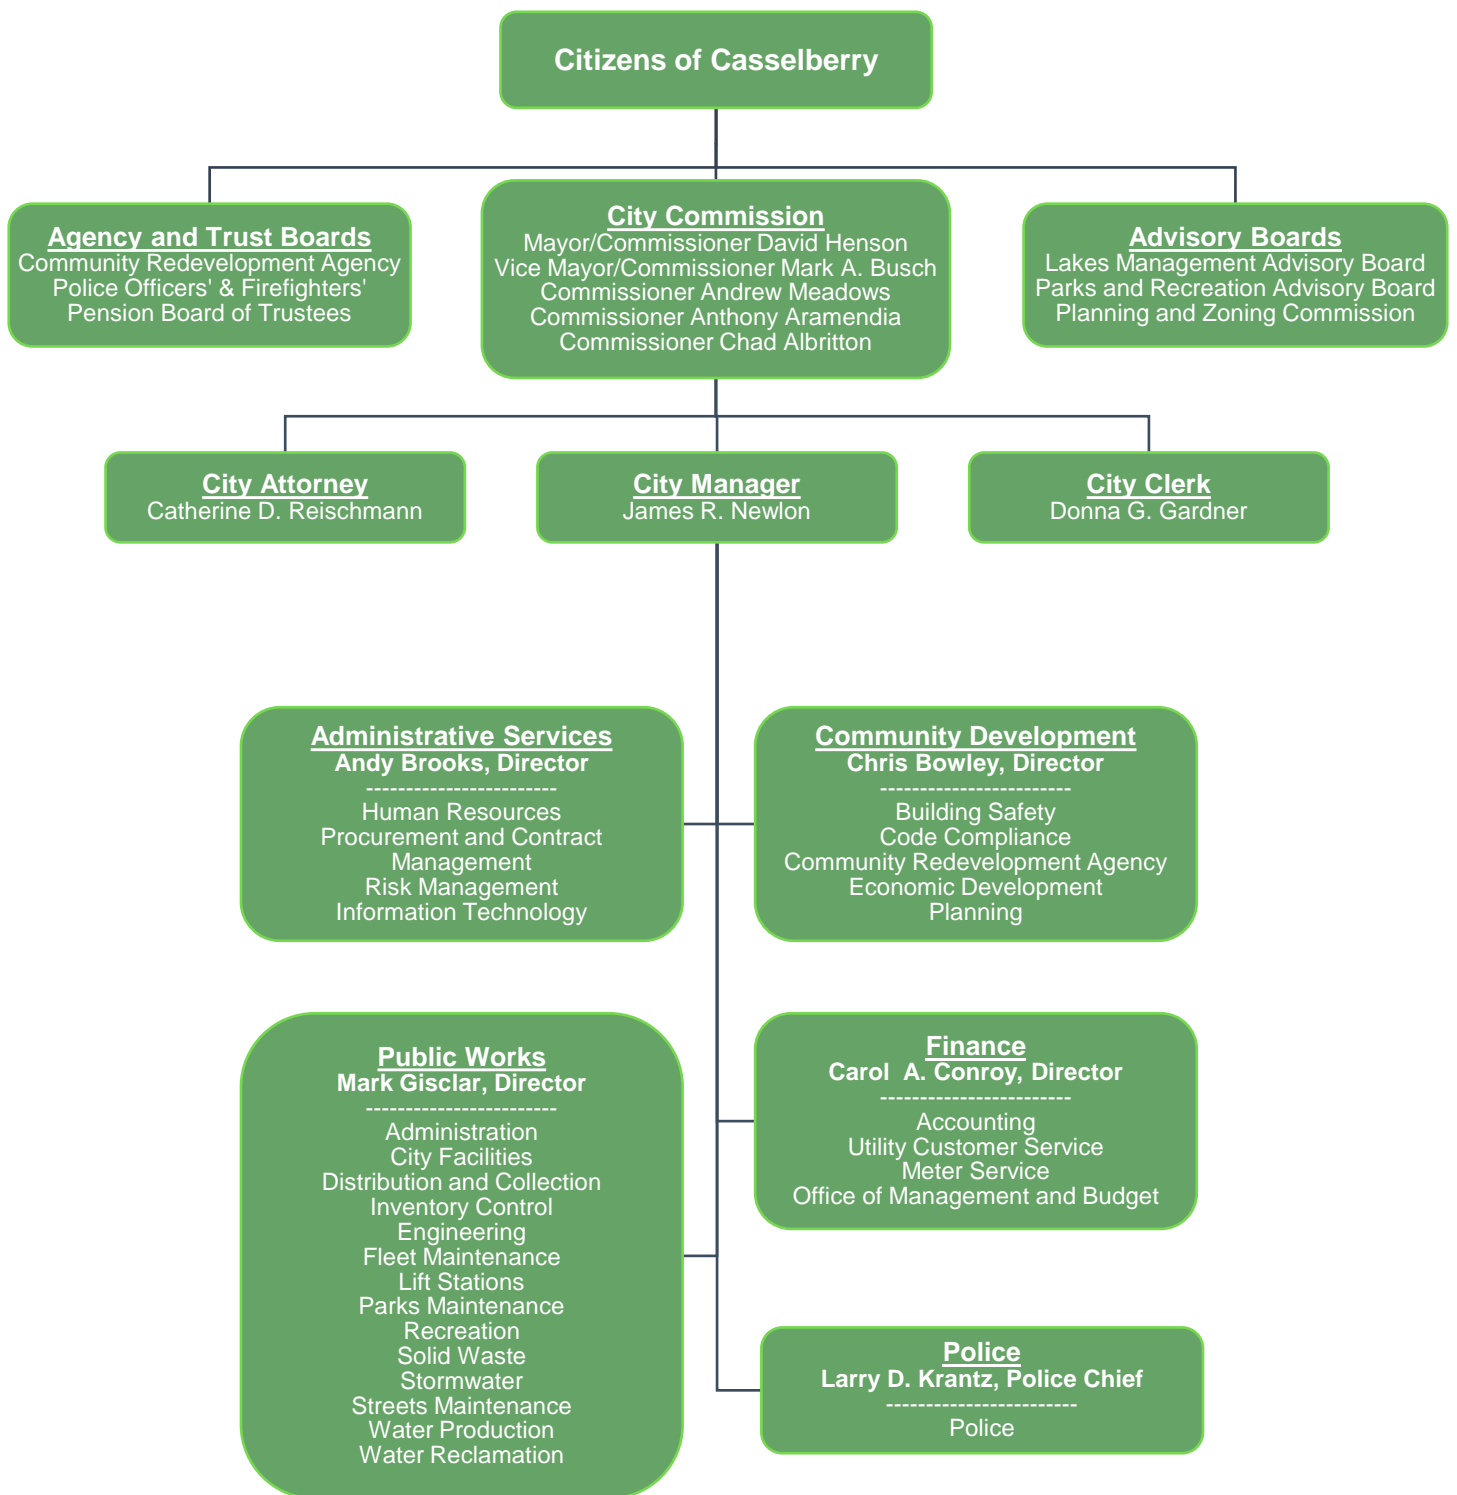 Citizens of Casselberry
Agency and Trust Boards
Community Redevelopment Agency
Police Officers' & Firefighters'
Pension Board of Trustees
City Commission
Mayor/Commissioner David Henson
Vice Mayor/Commissioner Mark A. Busch
Commissioner Andrew Meadows
Commissioner Anthony Aramendia
Commissioner Chad Albritton
Advisory Boards
Lakes Management Advisory Board
Parks and Recreation Advisory Board
Planning and Zoning Commission
City Attorney
Catherine D. Reischmann
City Manager
James R. Newlon
City Clerk
Donna G. Gardner
Administrative Services
Andy Brooks, Director
------------------------
Human Resources
Procurement and Contract
Management
Risk Management
Information Technology
Community Development
Chris Bowley, Director
------------------------
Building Safety
Code Compliance
Community Redevelopment Agency
Economic Development
Planning
Public Works
Mark Gisclar, Director
------------------------
Administration
City Facilities
Distribution and Collection
Inventory Control
Engineering
Fleet Maintenance
Lift Stations
Parks Maintenance
Recreation
Solid Waste
Stormwater
Streets Maintenance
Water Production
Water Reclamation
Finance
Carol  A. Conroy, Director
------------------------
Accounting
Utility Customer Service
Meter Service
Office of Management and Budget
Police
Larry D. Krantz, Police Chief
------------------------
Police